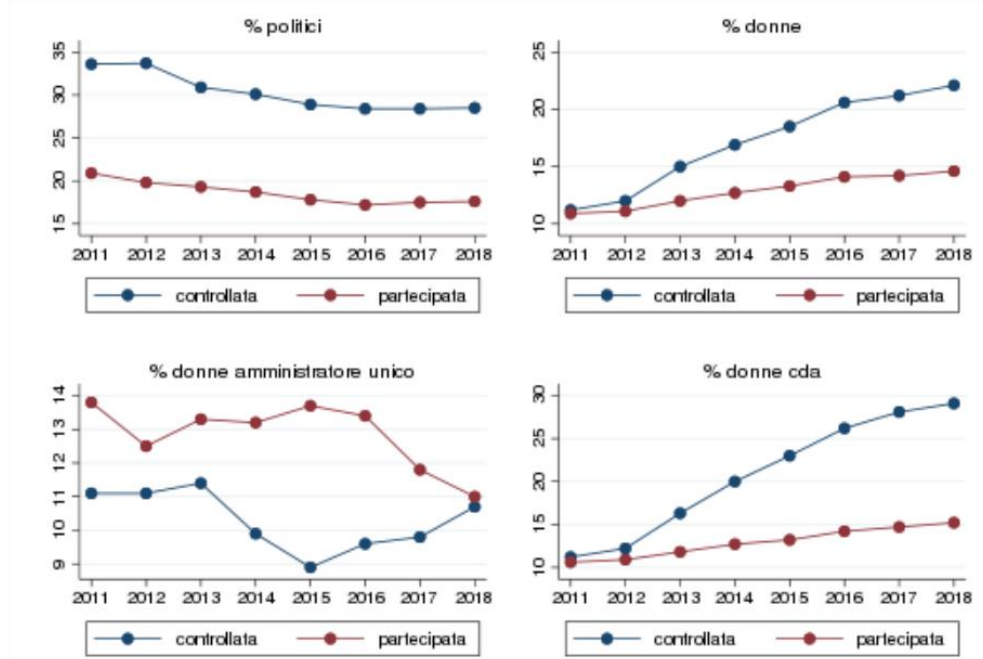 % politici
35
30
25
20
15
2011 2012 2013 2014 2015 2016 2017 2018
controllata partecipata
% donne
25
20
15
10
2011 2012 2013 2014 2015 2016 2017 2018
controllata partecipata
% donne amministratore unico
14
13
12
11
10
9
2011 2012 2013 2014 2015 2016 2017 2018
controllata partecipata
% donne cda
30
25
20
15
10
2011 2012 2013 2014 2015 2016 2017 2018
controllata partecipata